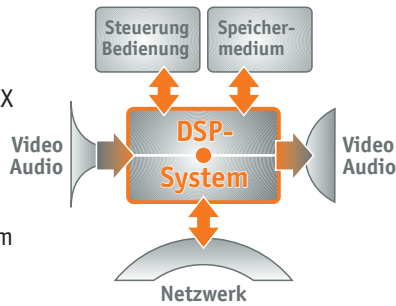 Steuerung
Bedienung
Speicher-
medium
X
Video
Audio
DSP-
System
Video
Audio
m
Netzwerk